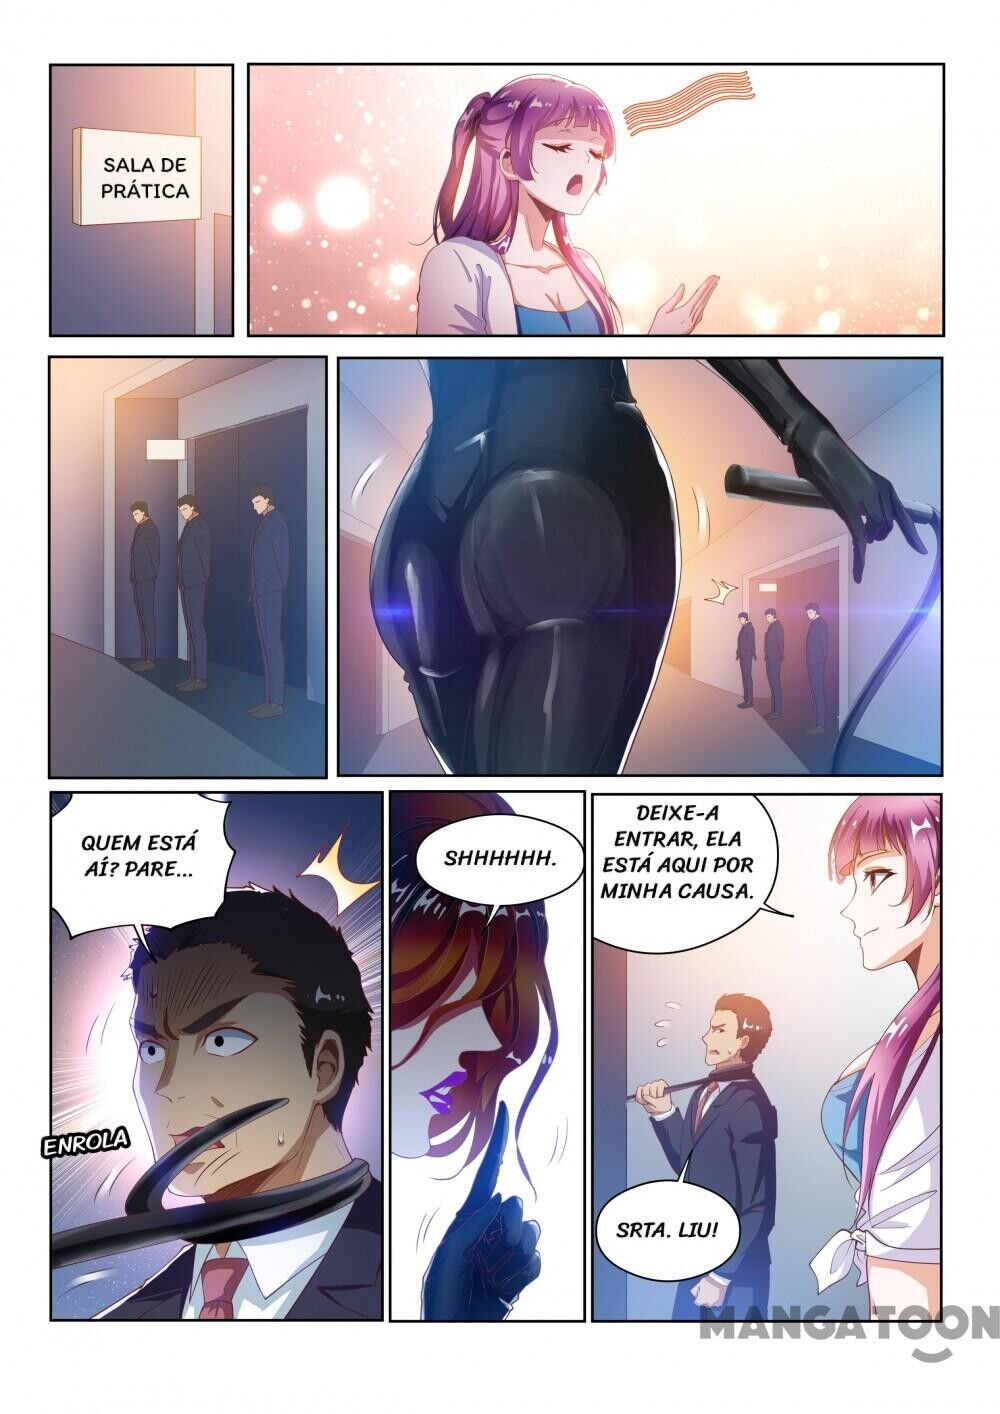 SALA DE
PRÁTICA
QUEM ESTÁ
AÍ? PARE...
ENROLA
SHHHHHH.
DEIXE-A
ENTRAR, ELA
ESTÁ AQUI POR
MINHA CAUSA.
SRTA. LIU!
MANGATOON